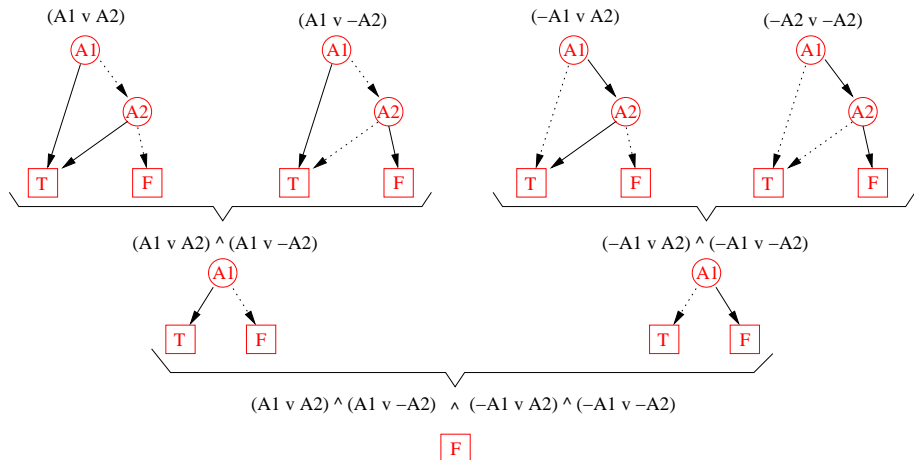 (A1 v A2) (A1 v –A2) (–A1 v A2) (–A2 v –A2)
A1 A1 A1 A1
A2 A2 A2 A2
T F T F T F T F
(A1 v A2) ^ (A1 v –A2) (–A1 v A2) ^ (–A1 v –A2)
A1 A1
T F T F
(A1 v A2) ^ (A1 v –A2) ^ (–A1 v A2) ^ (–A1 v –A2)
F